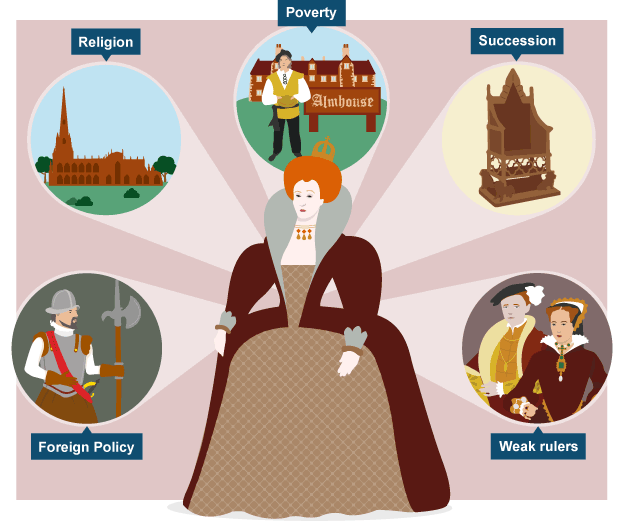 Poverty
Religion
Succession
Almhouse
Foreign Policy
Weak rulers